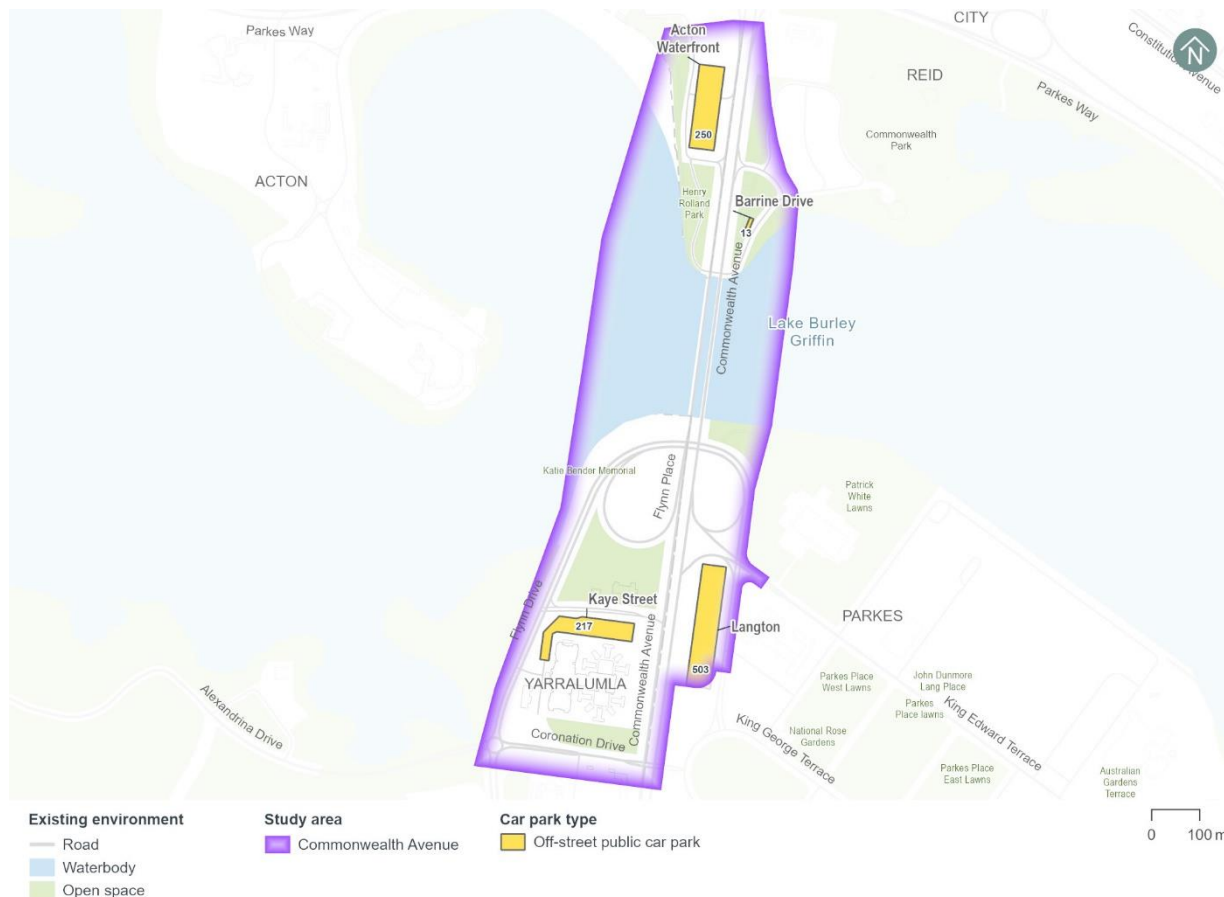 CITY
Parkes Way
Acton
Waterfront
Constitution Avenue
N
REID
Parkes Way
250
Commonwealth
Park
ACTON
Henry
Rolland
Park
Barrine Drive
13
Commonwealth Avenue
Lake Burley
Griffin
Flynn Place
Katie Bender Memorial
Patrick
White
Lawns
Flynn Drive
Kaye Street
217
Commonwealth Avenue
Langton
503
PARKES
YARRALUMLA
Parkes Place
West Lawns
John Dunmore
Lang Place
Parkes
Place lawns
King Edward Terrace
Alexandrina Drive
Coronation Drive
King George Terrace
National Rose
Gardens
Parkes Place
East Lawns
Australian
Gardens
Terrace
Existing environment
Road
Waterbody
Open space
Study area
Commonwealth Avenue
Car park type
Off-street public car park
0 100 m